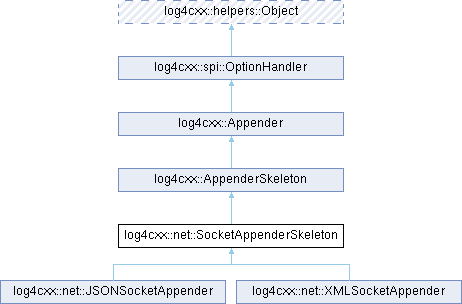 log4cxx::helpers::Object
log4cxx::spi::OptionHandler
log4cxx::Appender
log4cxx::AppenderSkeleton
log4cxx::net::SocketAppenderSkeleton
log4cxx::net::JSONSocketAppender
log4cxx::net::XMLSocketAppender